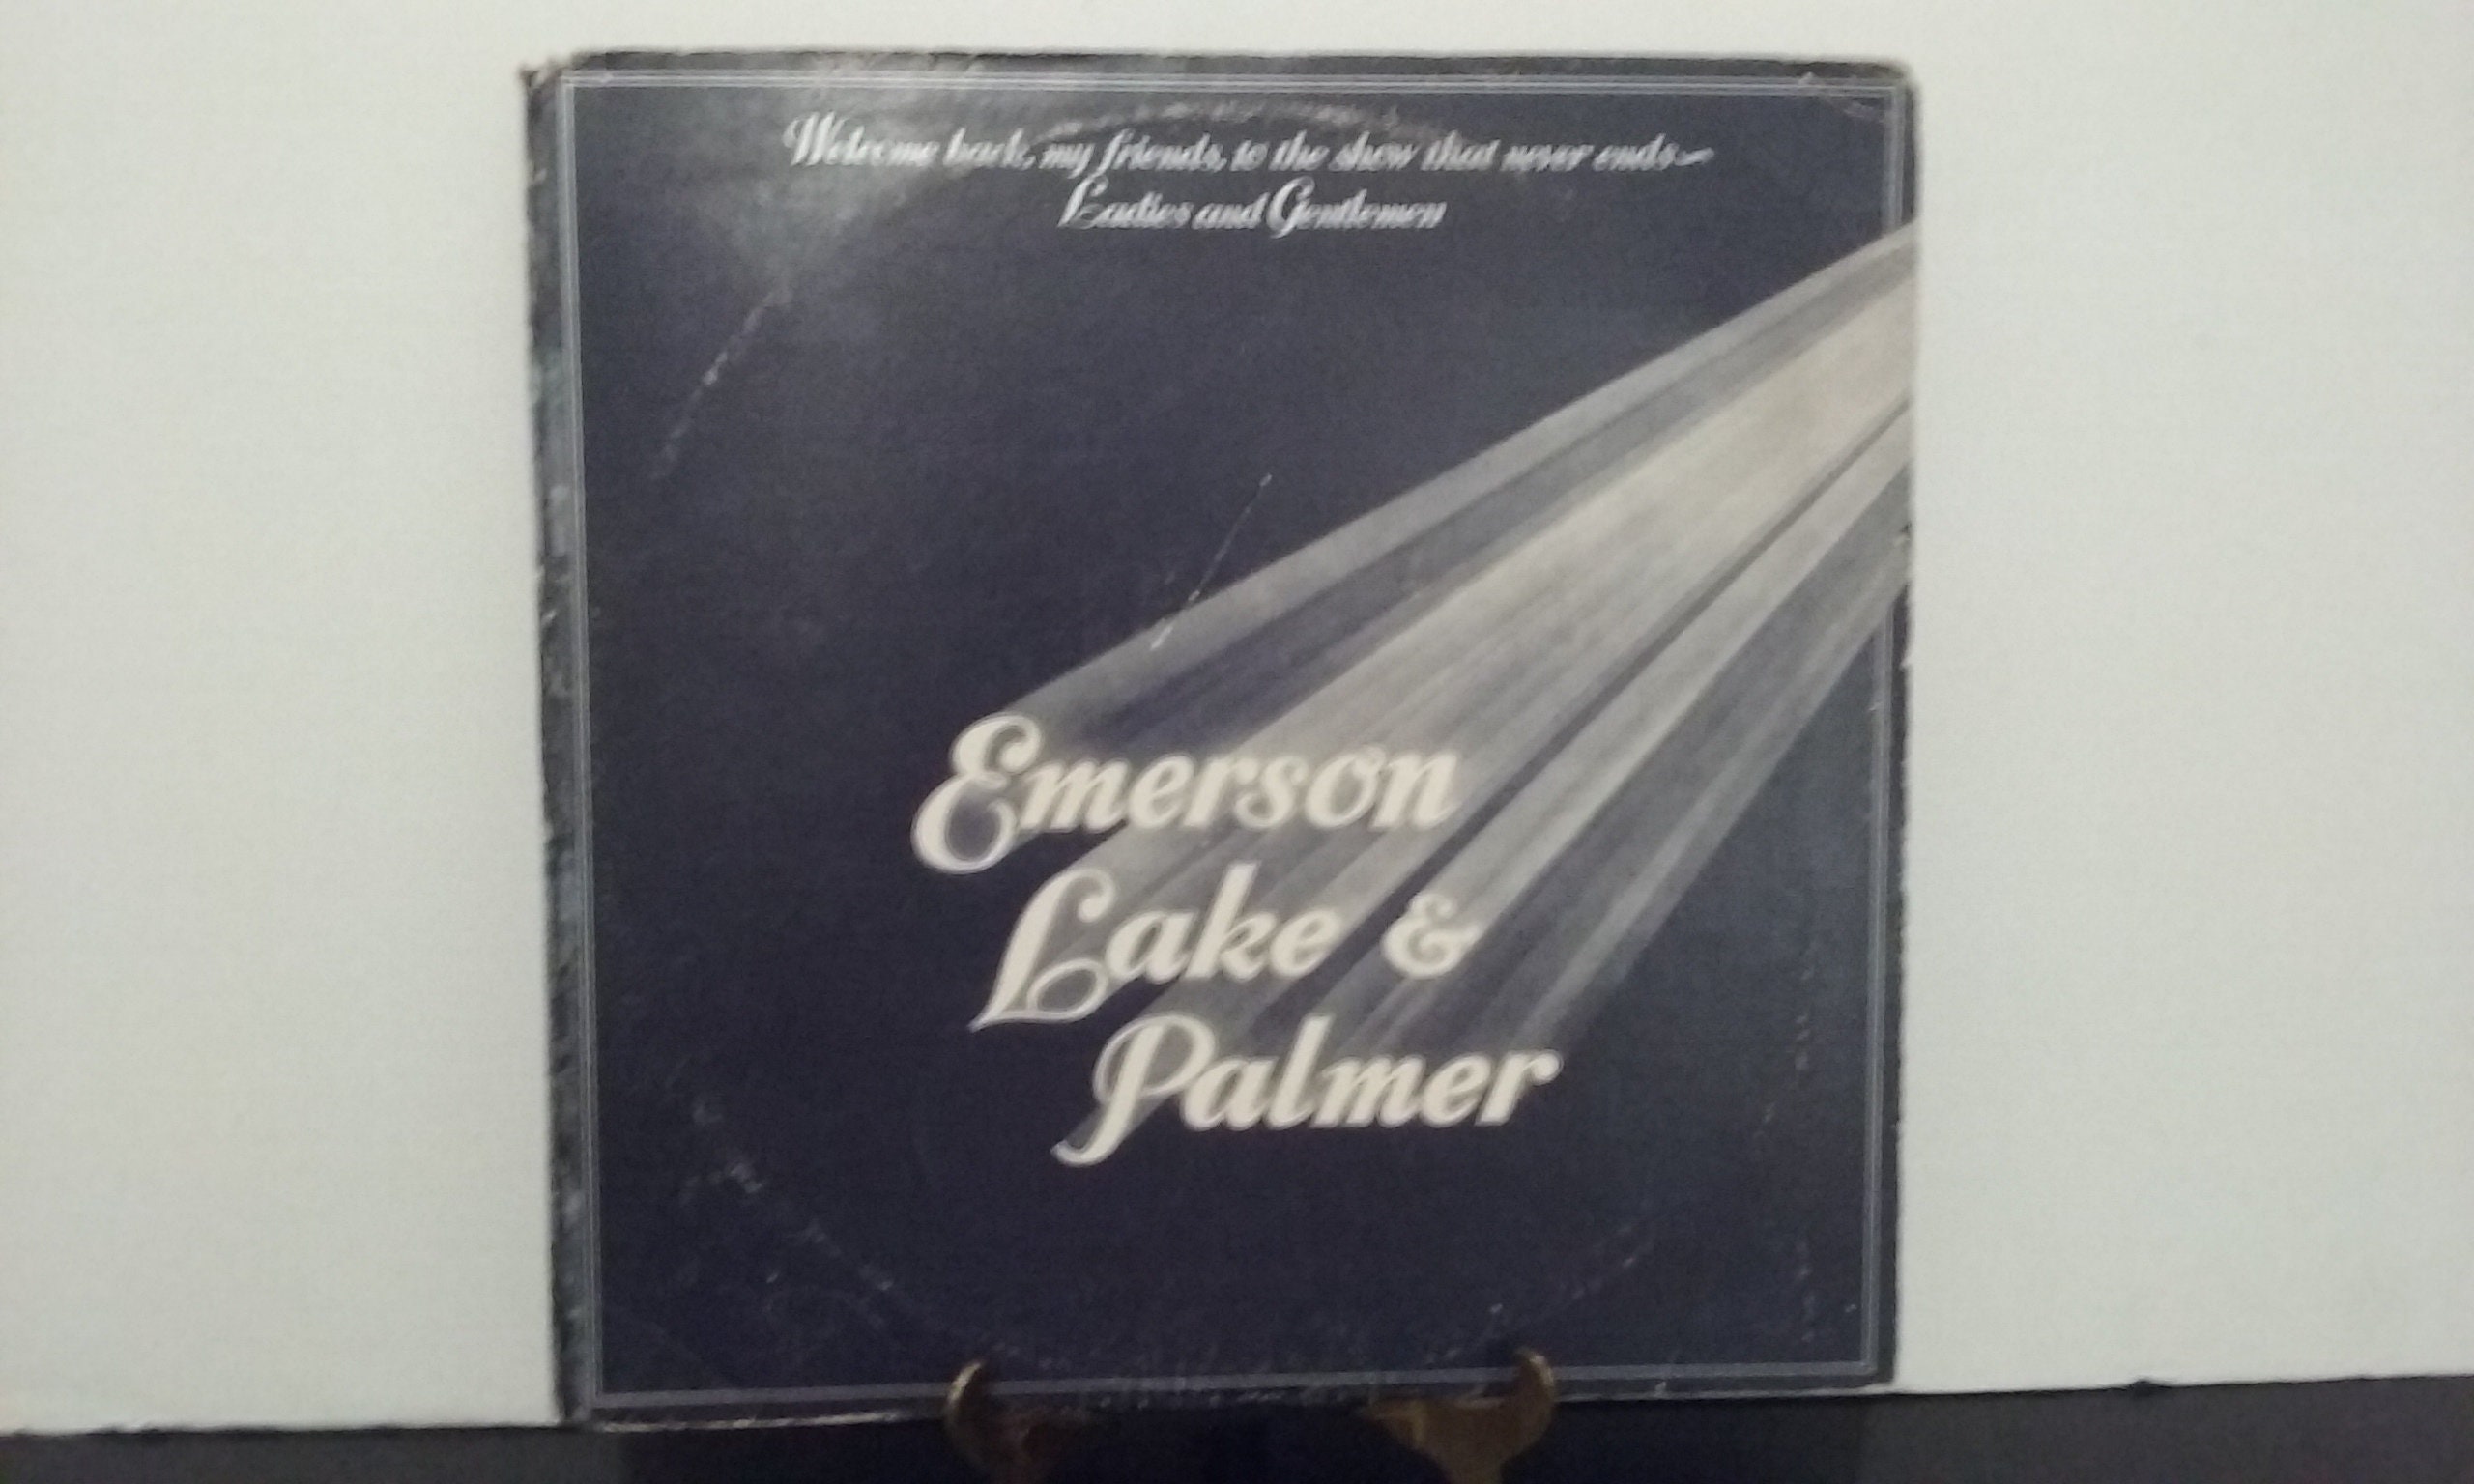 Welcome back, my friends, to the show that never ends~
Ladies and Gentlemen
Emerson
Lake &
Palmer